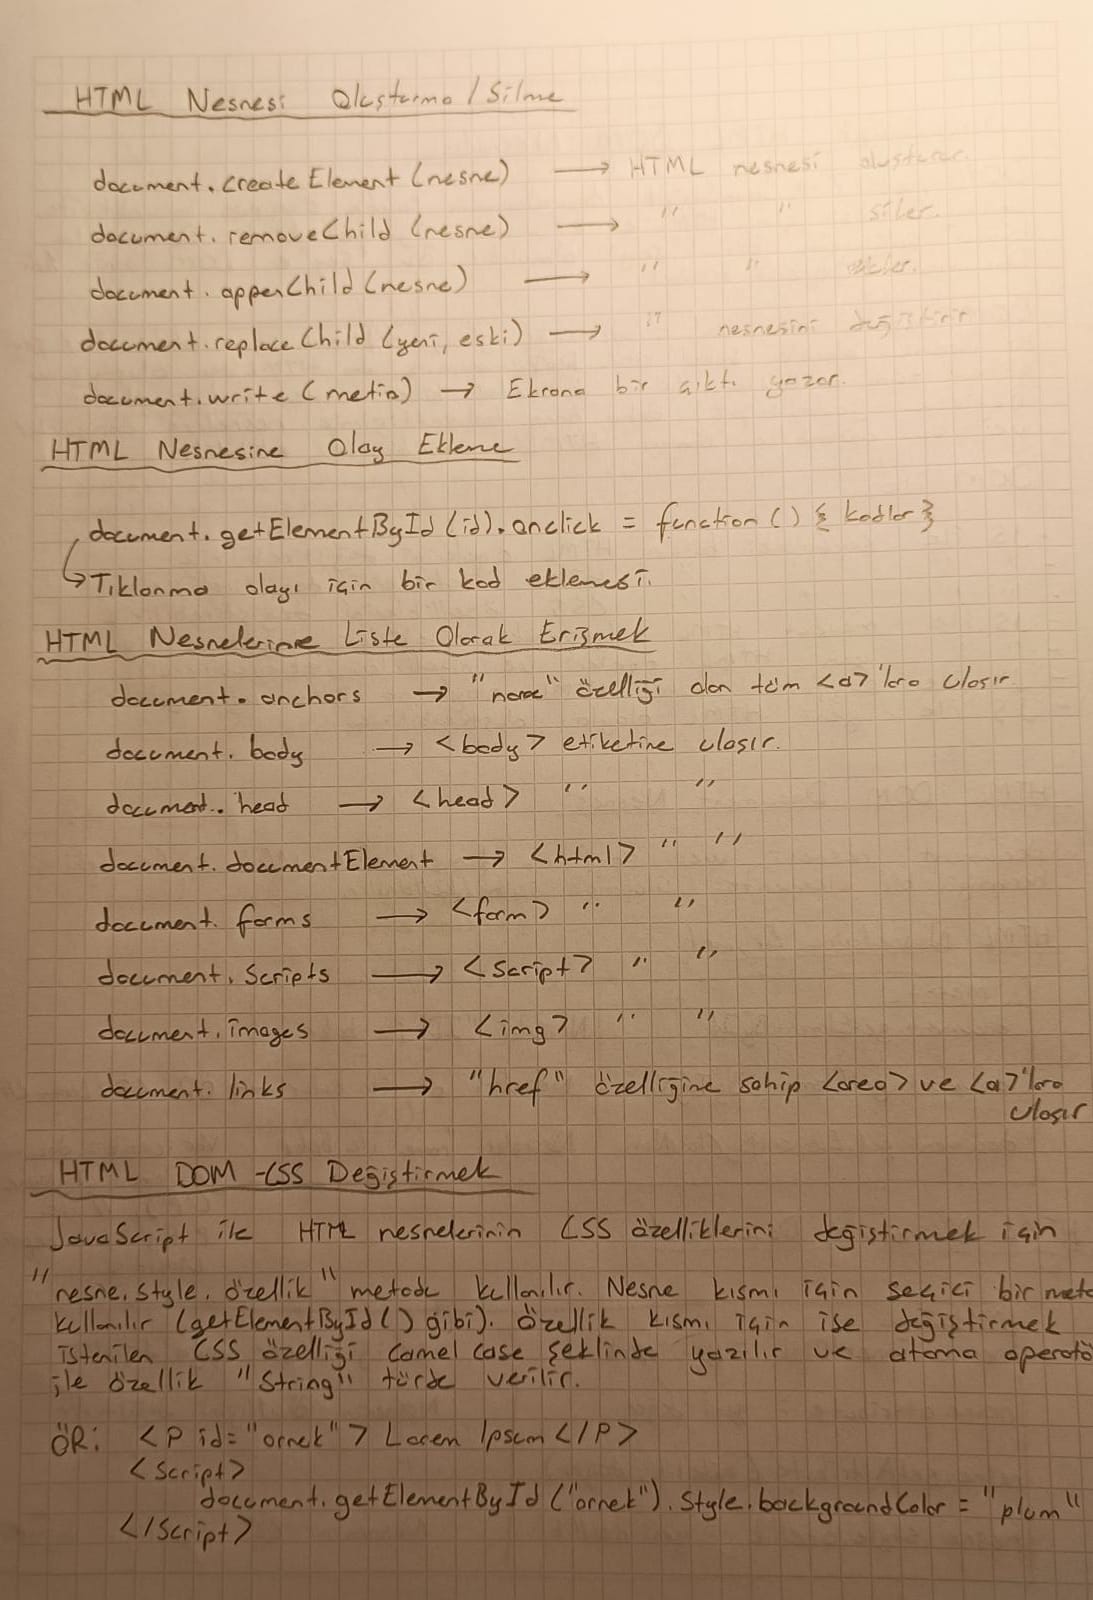 HTML Nesnesi Oluşturma / Silme
document.createElement (nesne) → HTML nesnesi oluşturur.
document.removeChild (nesne) → " " siler.
document.appenChild (nesne) → " " ekler.
document.replaceChild (yeni, eski) → " nesnesini değiştirir
document.write (metin) → Ekrana bir çıktı yazar.
HTML Nesnesine Olay Ekleme
document.getElementById (id).onclick = function () { kodlar }
↳ Tıklanma olayı için bir kod eklemesi.
HTML Nesnelerine Liste Olarak Erişmek
document.anchors → "name" özelliği olan tüm <a>'lara ulaşır
document.body → <body> etiketine ulaşır.
document..head → <head> " "
document.documentElement → <html> " "
document.forms → <form> " "
document.Scripts → <Script> " "
document.images → <img> " "
document.links → "href" özelliğine sahip <area> ve <a>'lara
ulaşır
HTML DOM -CSS Değiştirmek
JavaScript ile HTML nesnelerinin CSS özelliklerini değiştirmek için
"nesne.style.özellik" metodu kullanılır. Nesne kısmı için seçici bir
kullanılır (getElementById () gibi). Özellik kısmı için ise değiştirmek
istenilen CSS özelliği Camel Case şeklinde yazılır ve atama
ile özellik "String" türde verilir.
ÖR: <P id="ornek"> Lorem Ipsum </P>
<Script>
document.getElementById ("ornek").Style.backgroundColor = "plum"
</Script>